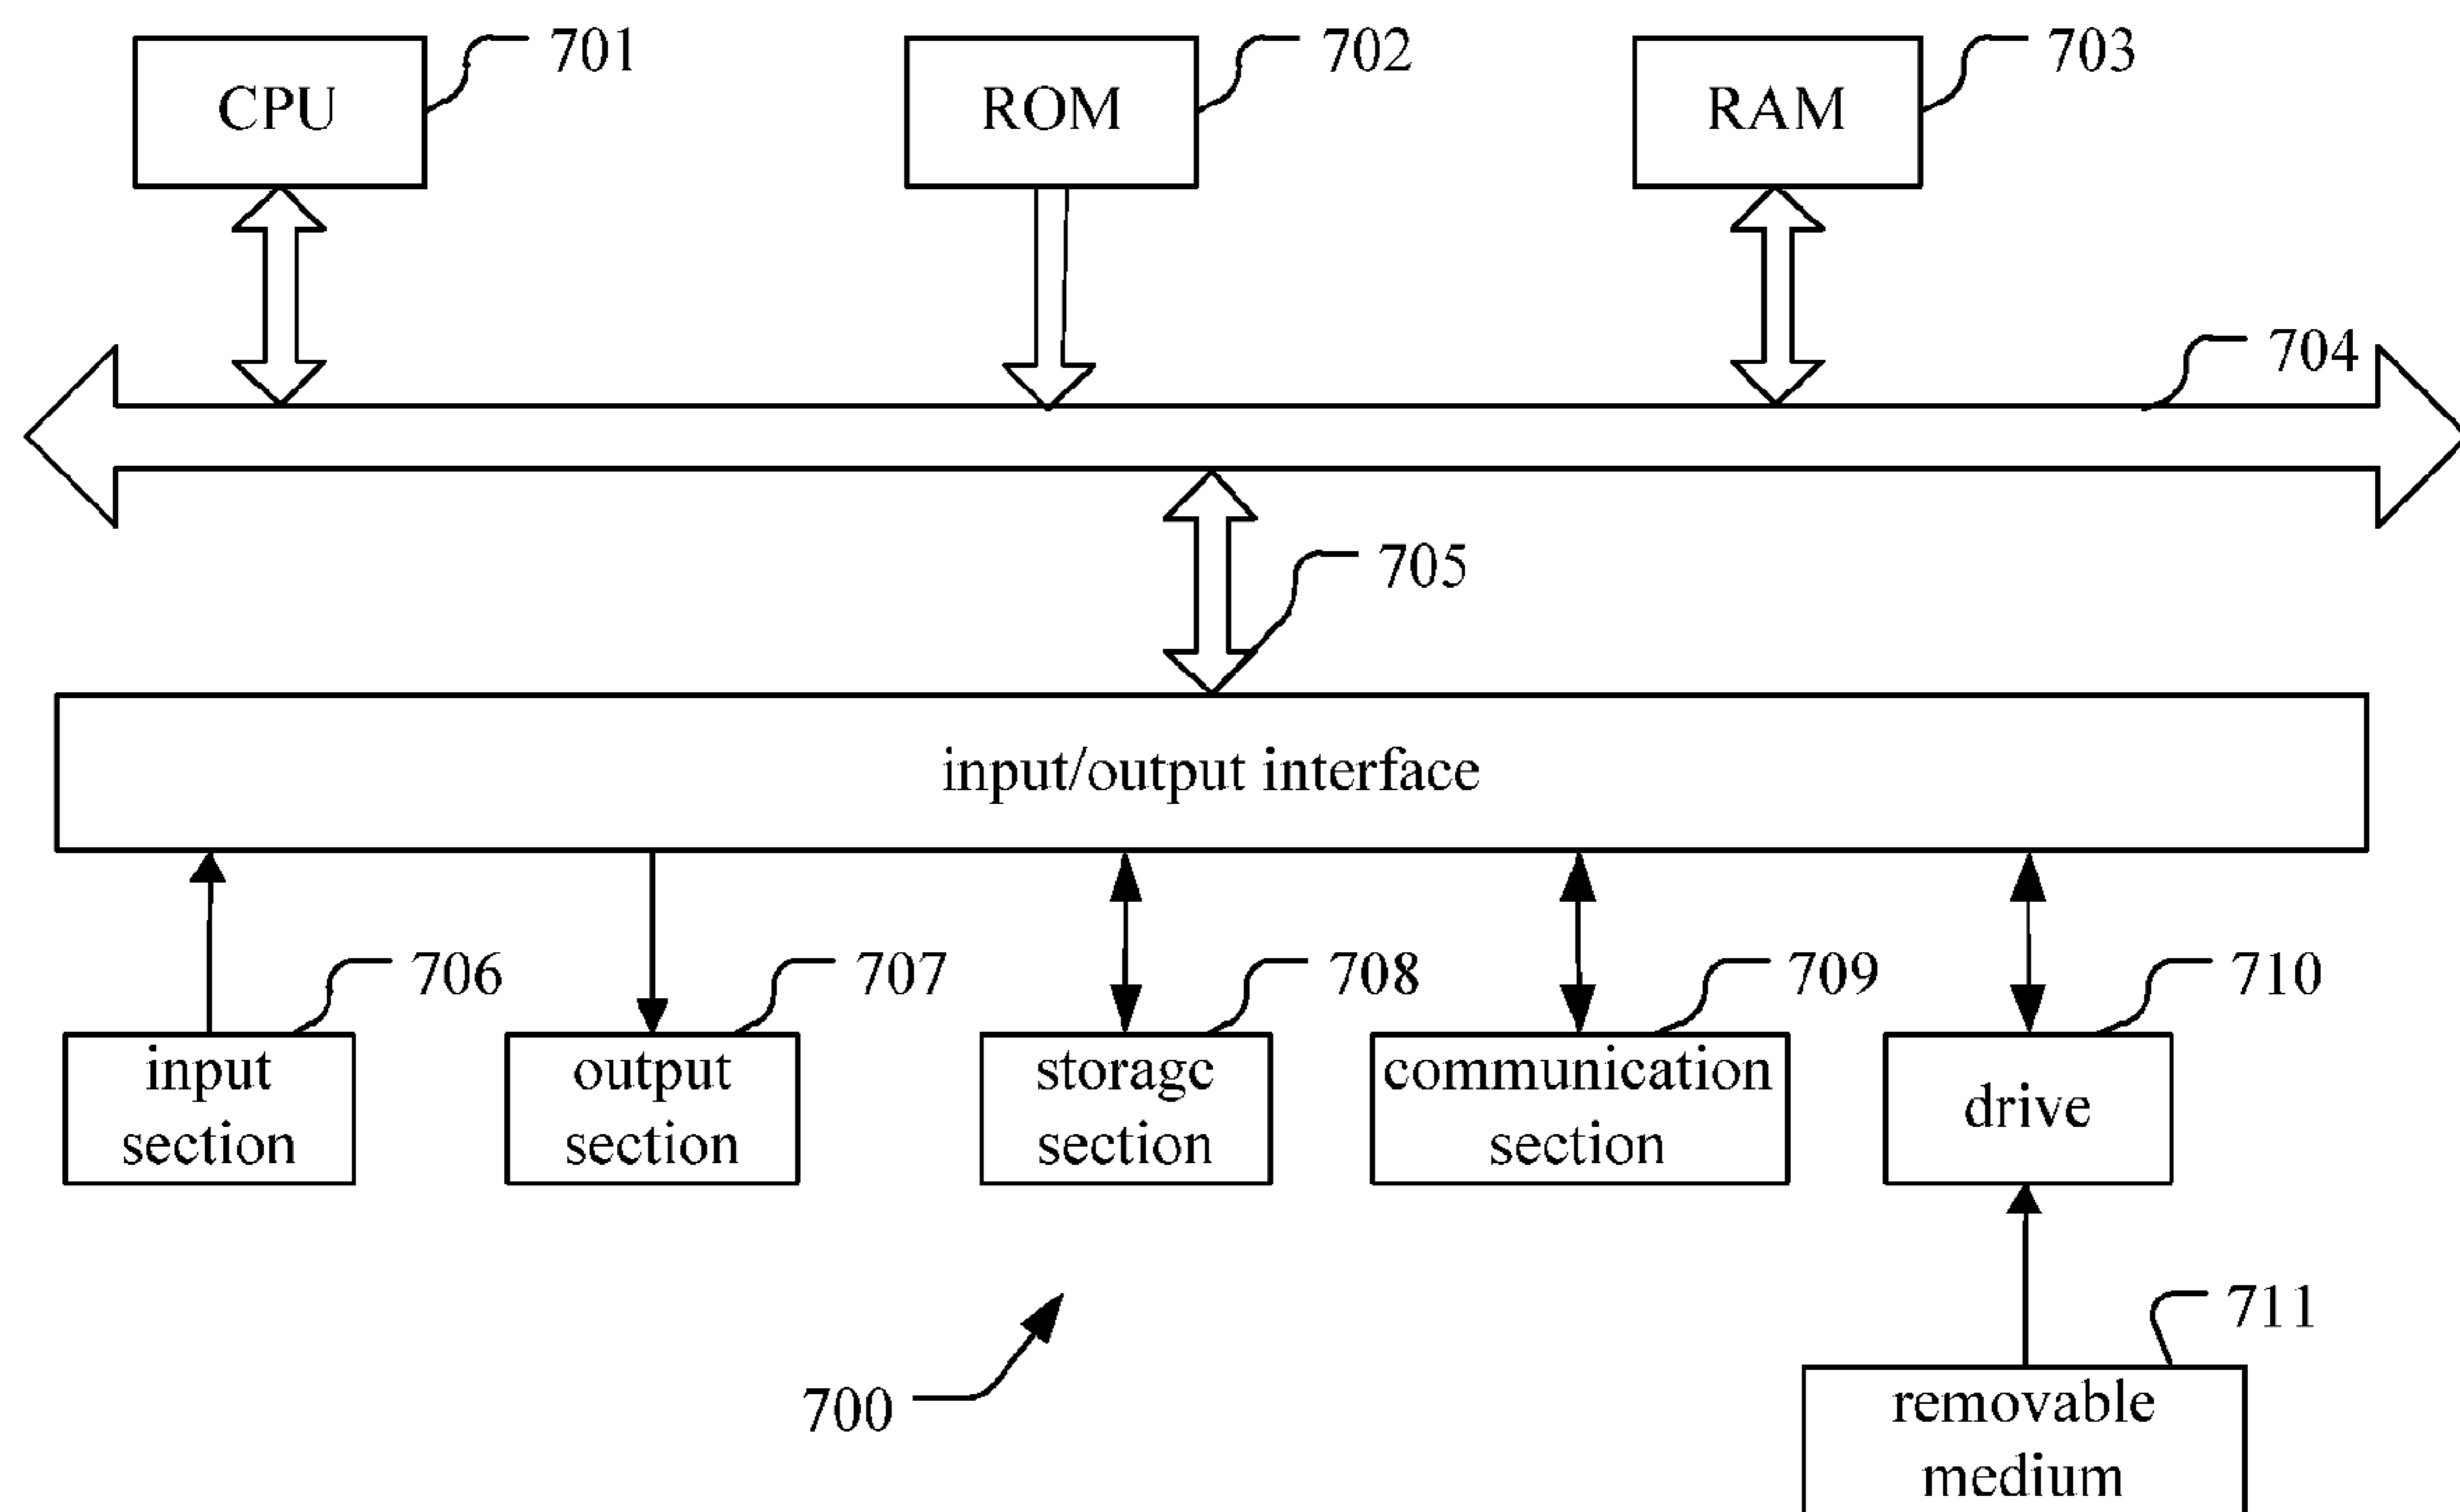 701
702
703
CPU
ROM
RAM
704
705
input/output interface
706
707
708
709
710
input
section
output
section
storage
section
communication
section
drive
711
700
removable
medium